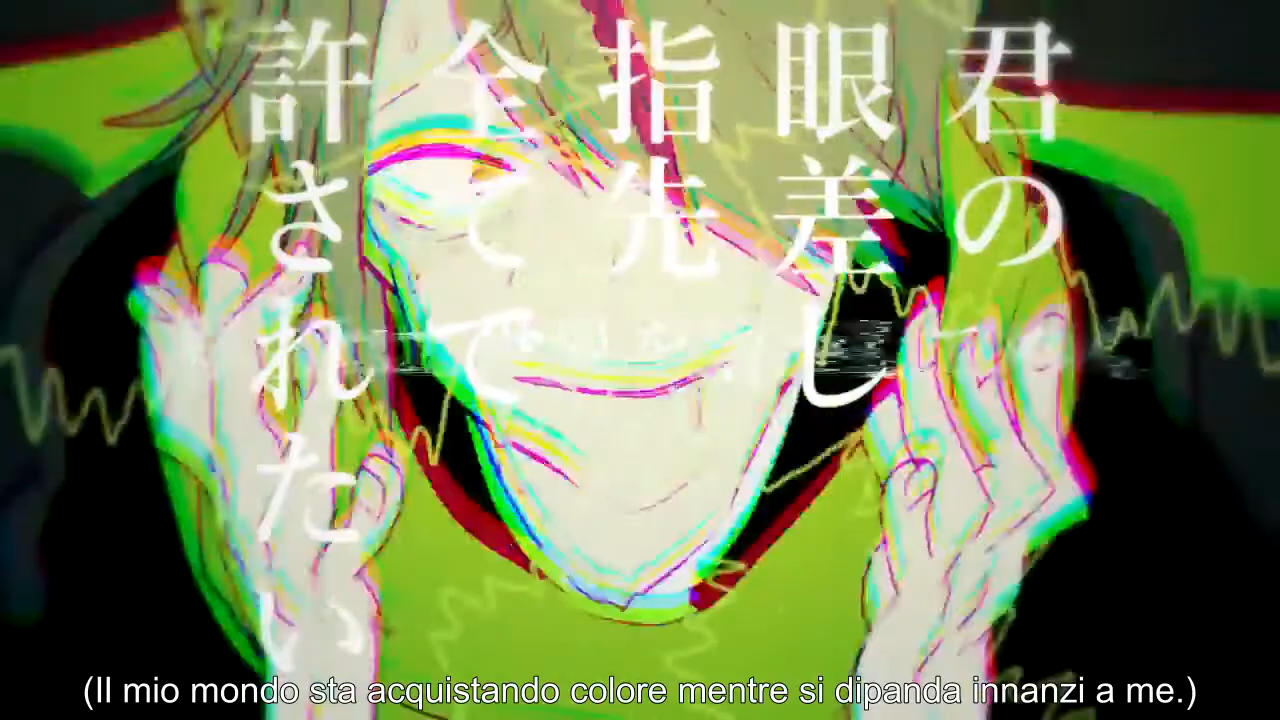 君の
眼差し
指先
全てで
許されたい
(Il mio mondo sta acquistando colore mentre si dipanda innanzi a me.)